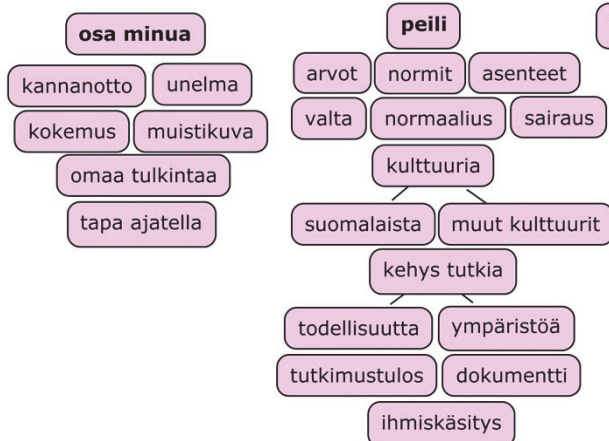 osa minua
kannanotto unelma
kokemus muistikuva
omaa tulkintaa
tapa ajatella
peili
arvot normit asenteet
valta normaalius sairaus
kulttuuria
suomalaista muut kulttuurit
kehys tutkia
todellisuutta ympäristöä
tutkimustulos dokumentti
ihmiskäsitys